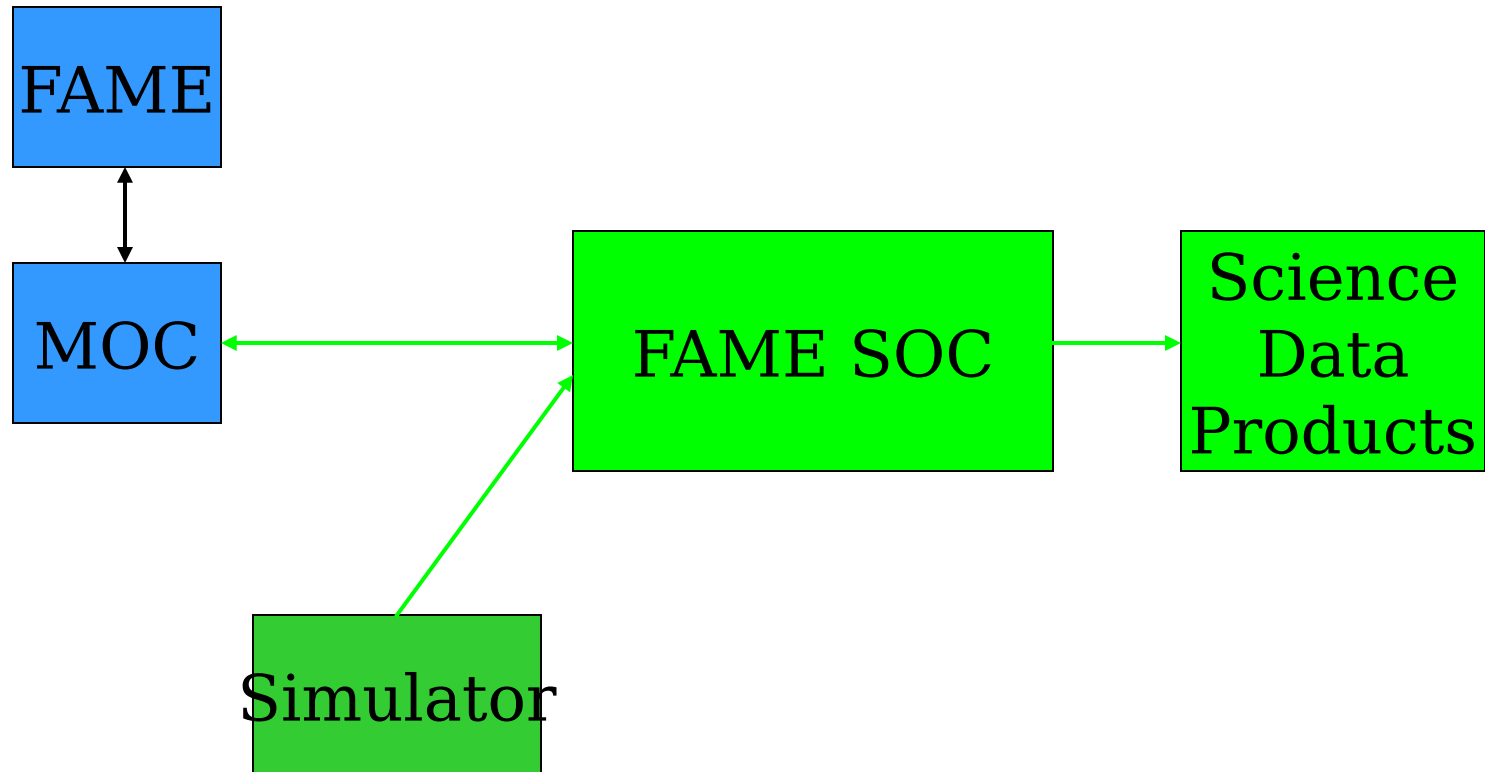 FAME
MOC
FAME SOC
Science
Data
Products
Simulator